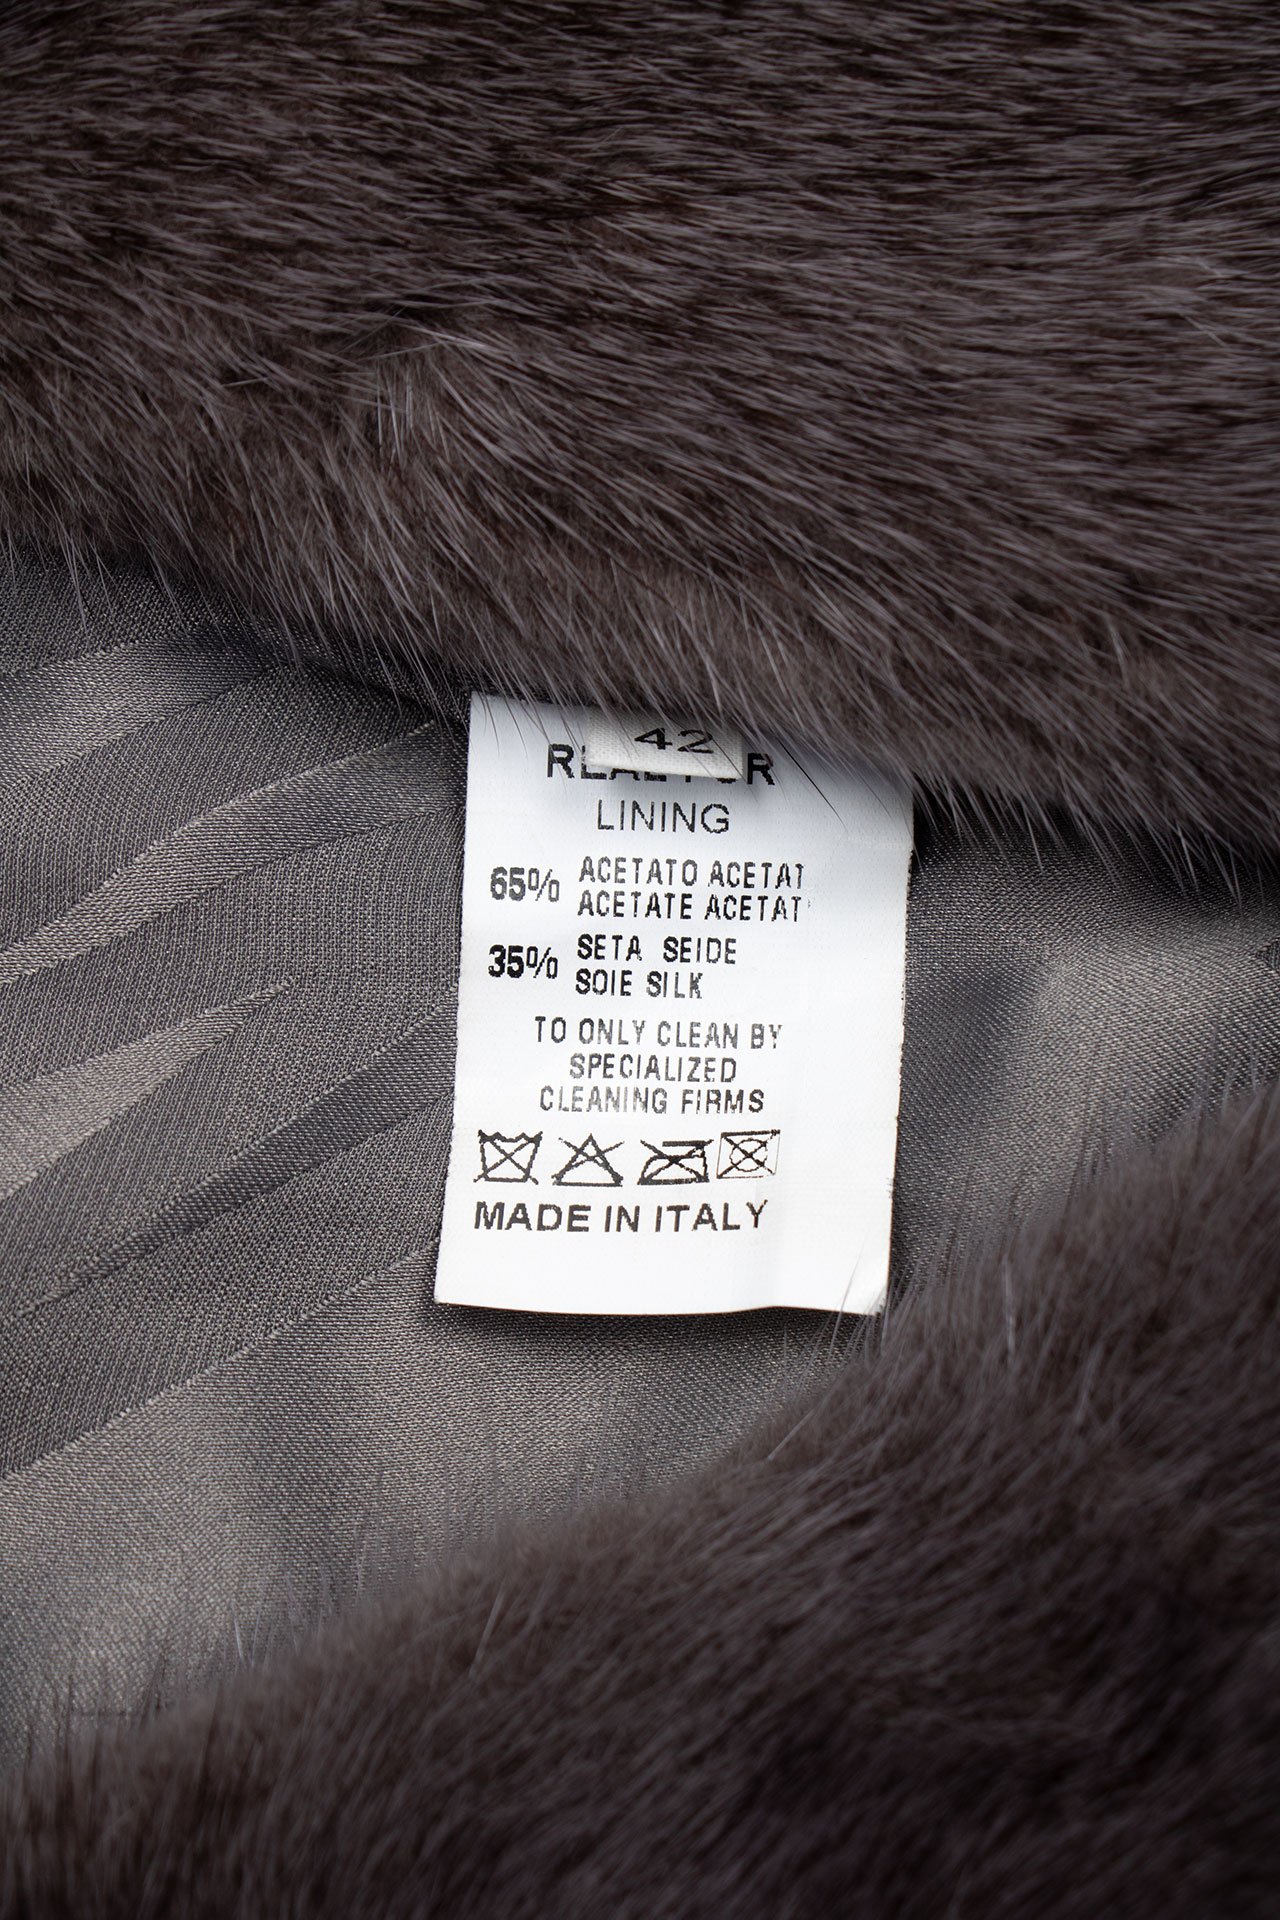 42
REAL FUR
LINING
65% ACETATO ACETAT
ACETATE ACETAT
35% SETA SEIDE
SOIE SILK
TO ONLY CLEAN BY
SPECIALIZED
CLEANING FIRMS
MADE IN ITALY